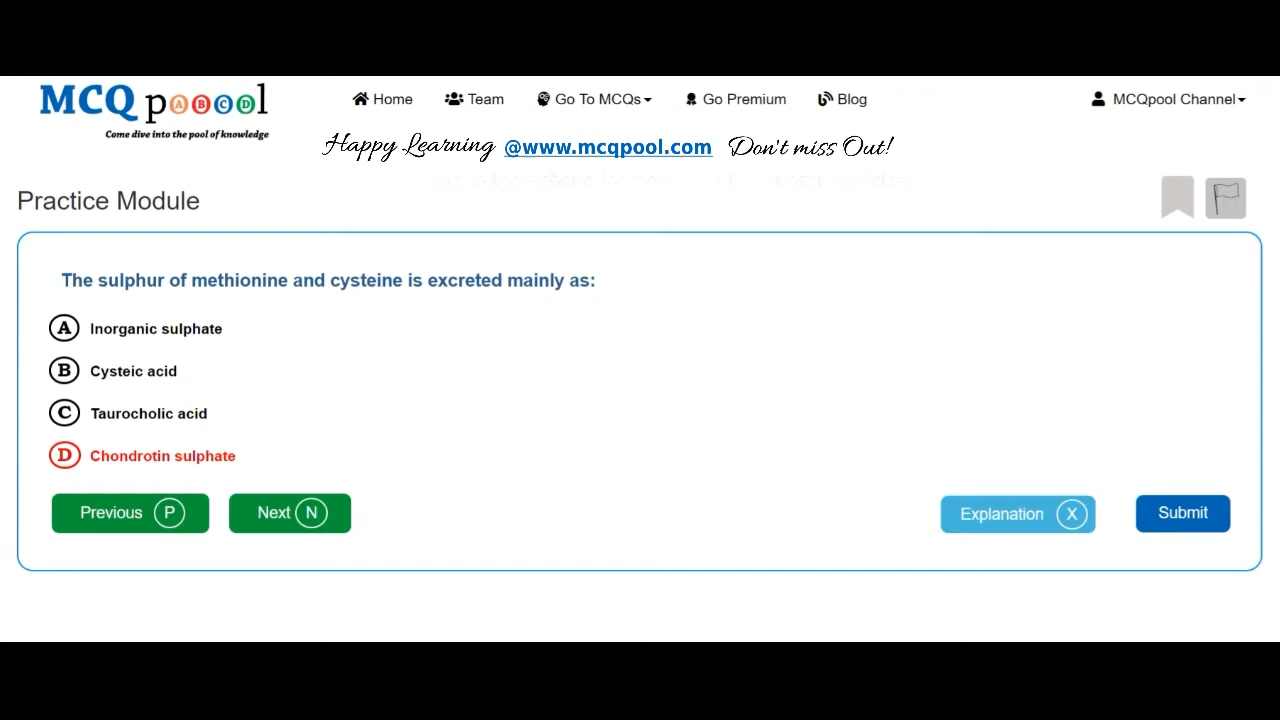 MCQ pooool
Come dive into the pool of knowledge
Home Team Go To MCQs Go Premium Blog MCQpool Channel
Happy Learning @www.mcqpool.com Don't miss Out!
Practice Module
The sulphur of methionine and cysteine is excreted mainly as:
A Inorganic sulphate
B Cysteic acid
C Taurocholic acid
D Chondrotin sulphate
Previous P Next N Explanation X Submit